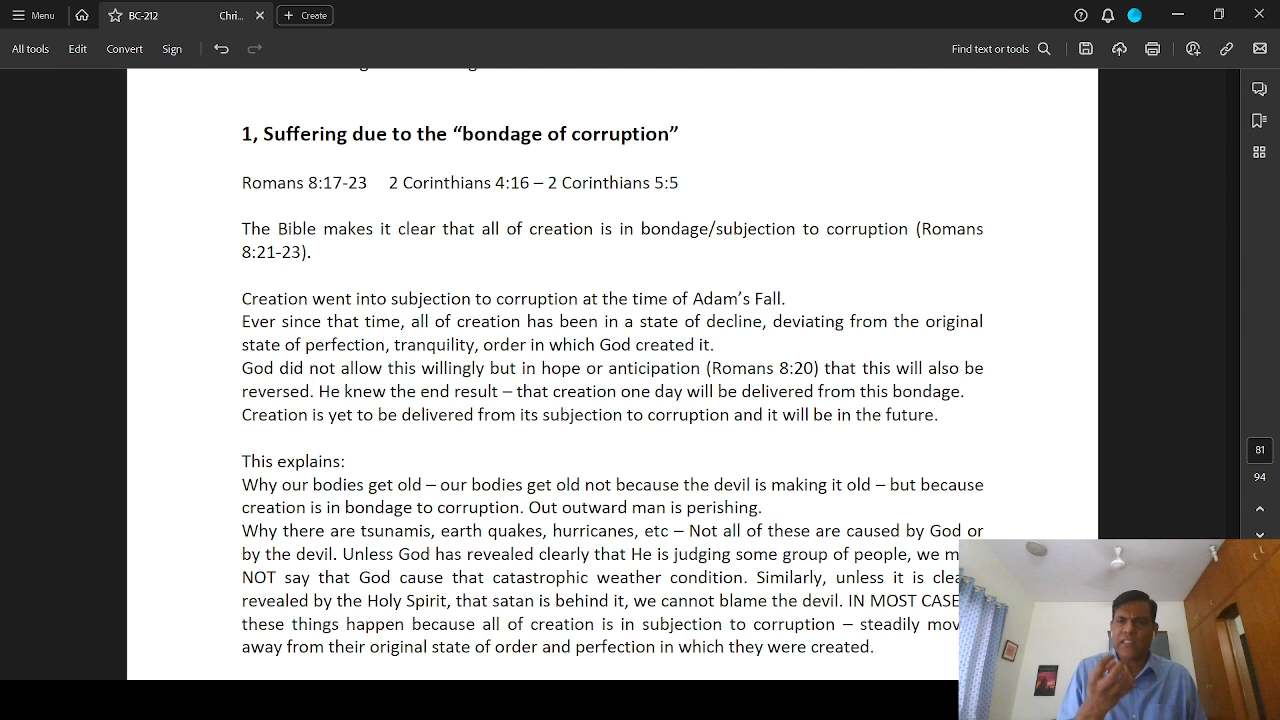 Menu
BC-212
Chri...
Create
All tools
Edit
Convert
Sign
Find text or tools
1, Suffering due to the “bondage of corruption”
Romans 8:17-23 2 Corinthians 4:16 – 2 Corinthians 5:5
The Bible makes it clear that all of creation is in bondage/subjection to corruption (Romans
8:21-23).
Creation went into subjection to corruption at the time of Adam’s Fall.
Ever since that time, all of creation has been in a state of decline, deviating from the original
state of perfection, tranquility, order in which God created it.
God did not allow this willingly but in hope or anticipation (Romans 8:20) that this will also be
reversed. He knew the end result – that creation one day will be delivered from this bondage.
Creation is yet to be delivered from its subjection to corruption and it will be in the future.
This explains:
Why our bodies get old – our bodies get old not because the devil is making it old – but because
creation is in bondage to corruption. Out outward man is perishing.
Why there are tsunamis, earth quakes, hurricanes, etc – Not all of these are caused by God or
by the devil. Unless God has revealed clearly that He is judging some group of people, we
NOT say that God cause that catastrophic weather condition. Similarly, unless it is
revealed by the Holy Spirit, that satan is behind it, we cannot blame the devil. IN MOST
these things happen because all of creation is in subjection to corruption – steadily
away from their original state of order and perfection in which they were created.
81
94